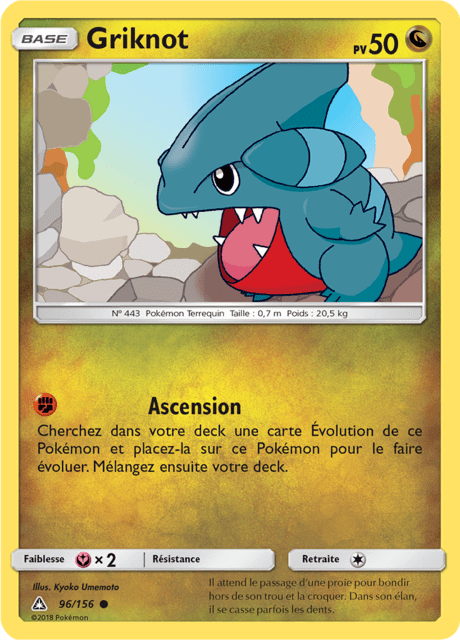 BASE Griknot PV 50
N° 443 Pokémon Terrequin Taille : 0,7 m Poids : 20,5 kg
Ascension
Cherchez dans votre deck une carte Évolution de ce
Pokémon et placez-la sur ce Pokémon pour le faire
évoluer. Mélangez ensuite votre deck.
Faiblesse × 2 Résistance Retraite
Illus. Kyoko Umemoto
96/156
©2018 Pokémon
Il attend le passage d'une proie pour bondir
hors de son trou et la croquer. Dans son élan,
il se casse parfois les dents.